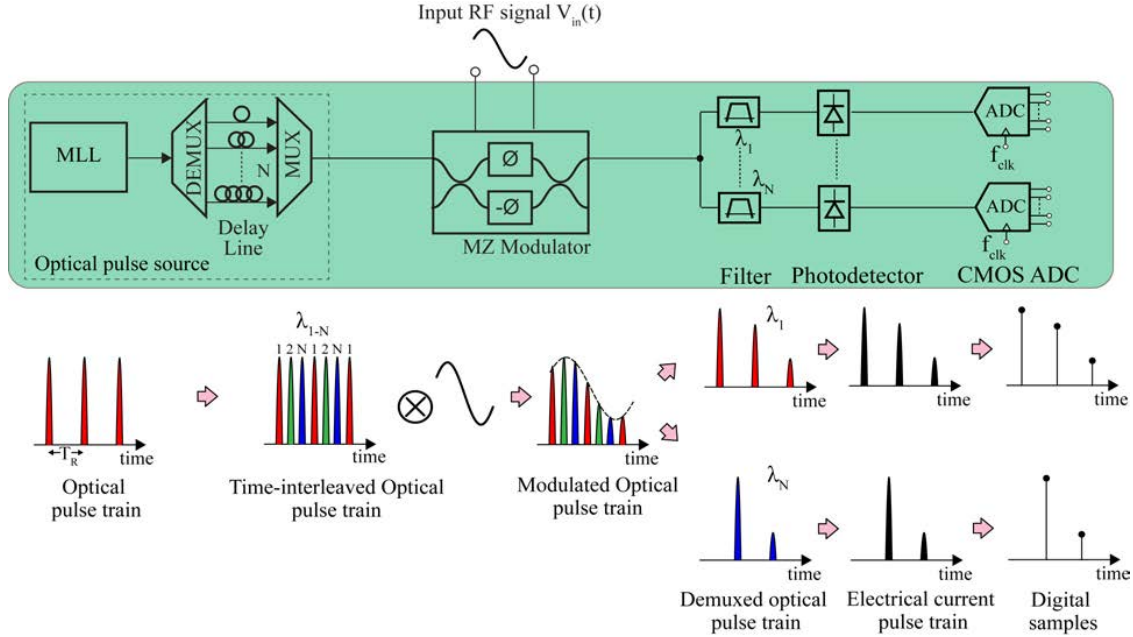 Input RF signal V_in(t)
MLL
DEMUX
N
MUX
Delay
Line
Optical pulse source
Ø
-Ø
MZ Modulator
λ_1
λ_N
ADC
f_clk
ADC
f_clk
Filter
Photodetector
CMOS ADC
T_R
time
Optical
pulse train
λ_1-N
1 2 N 1 2 N 1
time
Time-interleaved Optical
pulse train
time
Modulated Optical
pulse train
λ_1
time
time
time
λ_N
time
time
time
Demuxed optical
pulse train
Electrical current
pulse train
Digital
samples